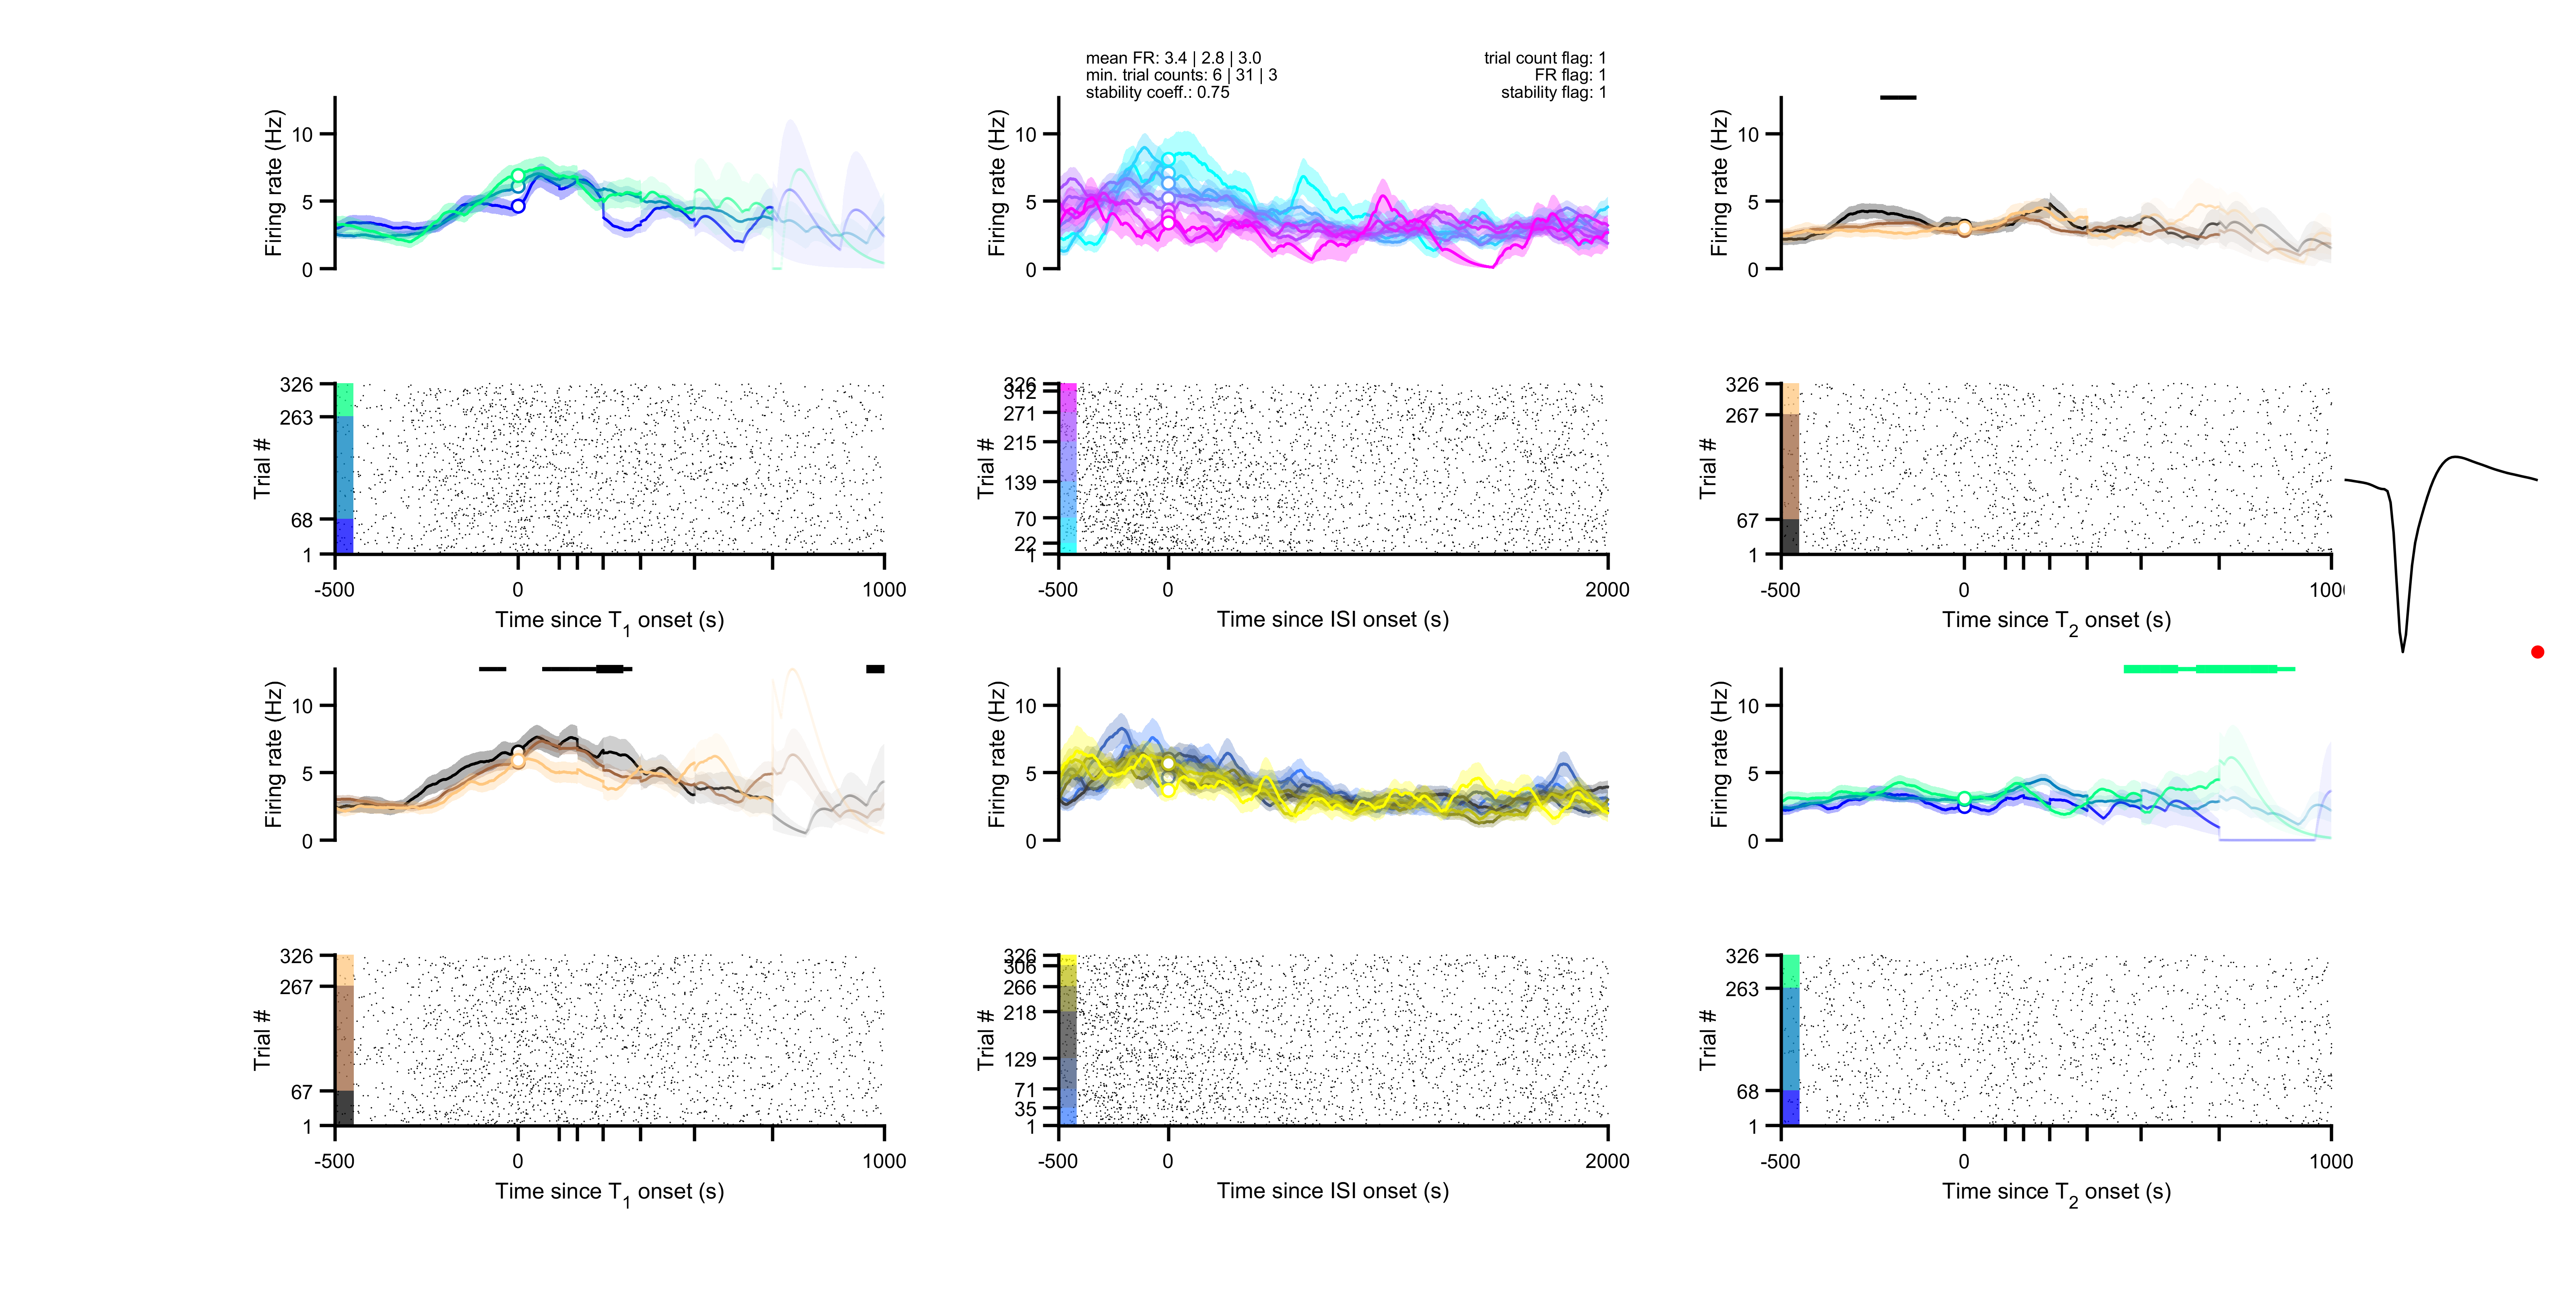 mean FR: 3.4 | 2.8 | 3.0
min. trial counts: 6 | 31 | 3
stability coeff.: 0.75
trial count flag: 1
FR flag: 1
stability flag: 1
Firing rate (Hz)
10
5
0
Firing rate (Hz)
10
5
0
Firing rate (Hz)
10
5
0
Trial #
326
263
68
1
-500
0
1000
Time since T1 onset (s)
Trial #
326
312
271
215
139
70
22
1
-500
0
2000
Time since ISI onset (s)
Trial #
326
267
67
1
-500
0
100
Time since T2 onset (s)
Firing rate (Hz)
10
5
0
Firing rate (Hz)
10
5
0
Firing rate (Hz)
10
5
0
Trial #
326
267
67
1
-500
0
1000
Time since T1 onset (s)
Trial #
326
306
266
218
129
71
35
1
-500
0
2000
Time since ISI onset (s)
Trial #
326
263
68
1
-500
0
1000
Time since T2 onset (s)